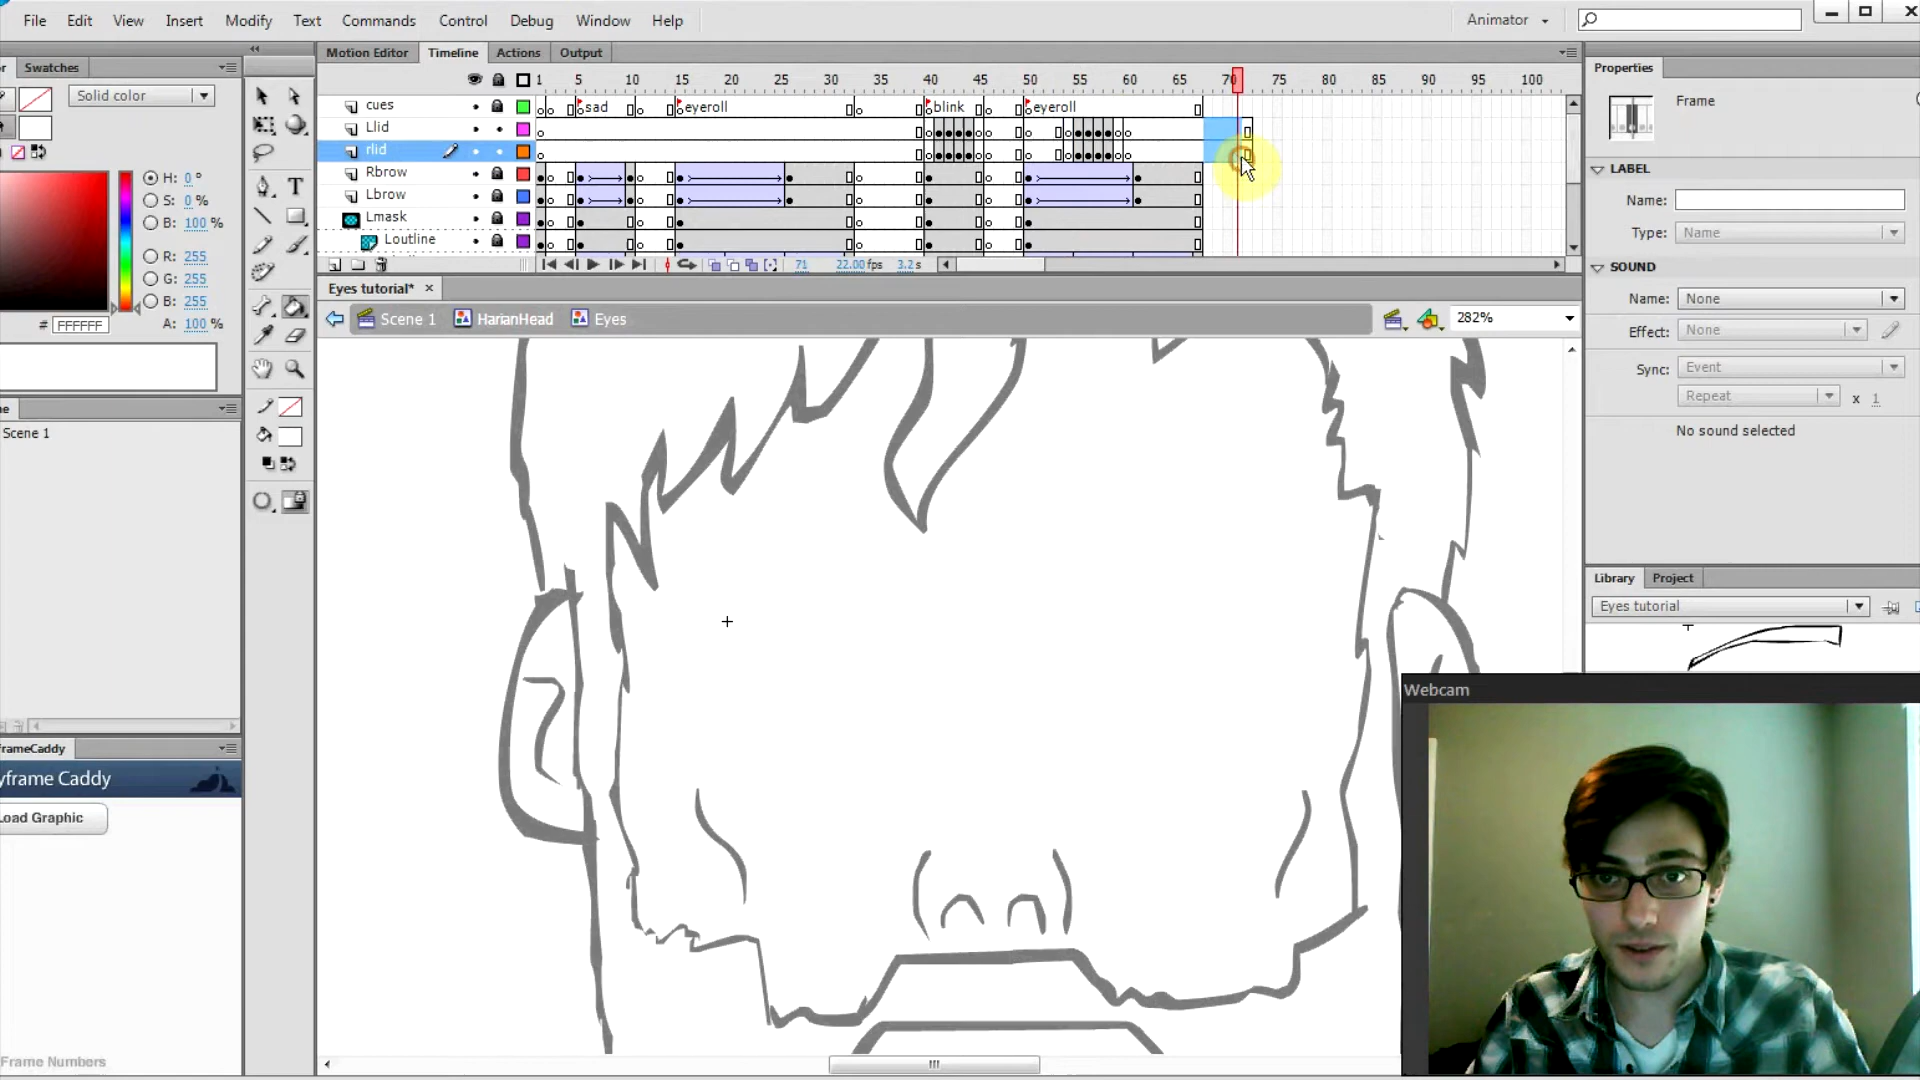 File Edit View Insert Modify Text Commands Control Debug Window Help Animator
Swatches Motion Editor Timeline Actions Output Properties
Solid color
1 5 10 15 20 25 30 35 40 45 50 55 60 65 70 75 80 85 90 95 100
Frame
cues sad eyeroll blink eyeroll
Llid
rlid
Rbrow
Lbrow
Lmask
Loutline
H: 0 °
S: 0 %
B: 100 %
R: 255
G: 255
B: 255
# FFFFFF A: 100 %
71 22.00 fps 3.2 s
LABEL
Name:
Type: Name
SOUND
Name: None
Effect: None
Sync: Event
Repeat x 1
No sound selected
Eyes tutorial* ×
Scene 1 HarianHead Eyes 282%
Scene 1
Library Project
Eyes tutorial
Webcam
frameCaddy
yframe Caddy
Load Graphic
Frame Numbers